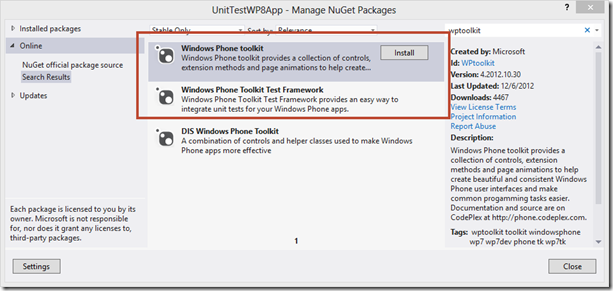 UnitTestWP8App - Manage NuGet Packages
Installed packages
Stable Only
Sort by: Relevance
wptoolkit
Online
NuGet official package source
Search Results
Updates
Windows Phone toolkit
Install
Windows Phone toolkit provides a collection of controls,
extension methods and page animations to help create...
Windows Phone Toolkit Test Framework
Windows Phone Toolkit Test Framework provides an easy way to
integrate unit tests for your Windows Phone apps.
DIS Windows Phone Toolkit
A combination of controls and helper classes used to make Windows
Phone apps more effective
1
Created by: Microsoft
Id: WPtoolkit
Version: 4.2012.10.30
Last Updated: 12/6/2012
Downloads: 4467
View License Terms
Project Information
Report Abuse
Description:
Windows Phone toolkit provides a
collection of controls, extension
methods and page animations to help
create beautiful and consistent Windows
Phone user interfaces and make
common progamming tasks easier.
Documentation and source are on
CodePlex at http://phone.codeplex.com.
Tags: wptoolkit toolkit windowsphone
wp7 wp7dev phone tk wp7tk
Each package is licensed to you by its
owner. Microsoft is not responsible
for, nor does it grant any licenses to,
third-party packages.
Settings
Close